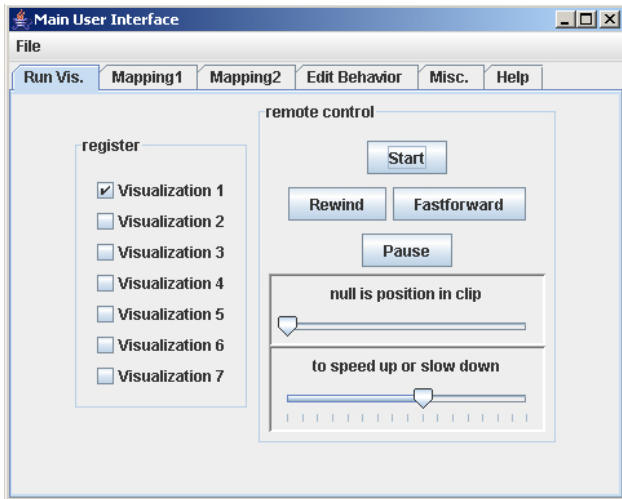 Main User Interface
File
Run Vis. Mapping1 Mapping2 Edit Behavior Misc. Help
register
Visualization 1
Visualization 2
Visualization 3
Visualization 4
Visualization 5
Visualization 6
Visualization 7
remote control
Start
Rewind Fastforward
Pause
null is position in clip
to speed up or slow down